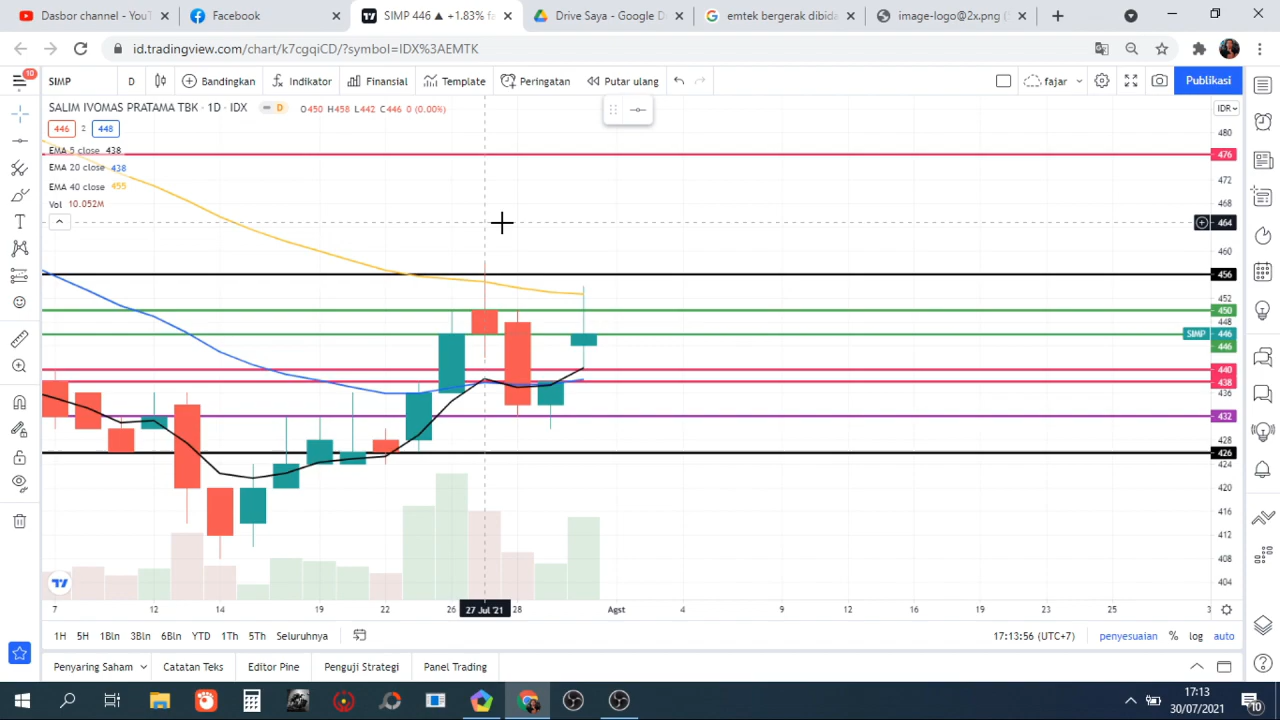 Dasbor channel - YouT
Facebook
SIMP 446 ▲ +1.83% fa
Drive Saya - Google D
emtek bergerak dibida
image-logo@2x.png (5
id.tradingview.com/chart/k7cgqiCD/?symbol=IDX%3AEMTK
10
SIMP
D
Bandingkan
Indikator
Finansial
Template
Peringatan
Putar ulang
fajar
Publikasi
SALIM IVOMAS PRATAMA TBK · 1D · IDX
D
O450 H458 L442 C446 0 (0.00%)
IDR
446
2
448
EMA 5 close 438
EMA 20 close 438
EMA 40 close 455
Vol 10.052M
480
476
472
468
464
460
456
452
450
448
SIMP
446
446
440
438
436
432
428
426
424
420
416
412
408
404
7
12
14
19
22
26
27 Jul '21
28
Agst
4
9
12
16
19
23
25
3
1H
5H
1Bln
3Bln
6Bln
YTD
1Th
5Th
Seluruhnya
17:13:56 (UTC+7)
penyesuaian
%
log
auto
Penyaring Saham
Catatan Teks
Editor Pine
Penguji Strategi
Panel Trading
17:13
30/07/2021
10